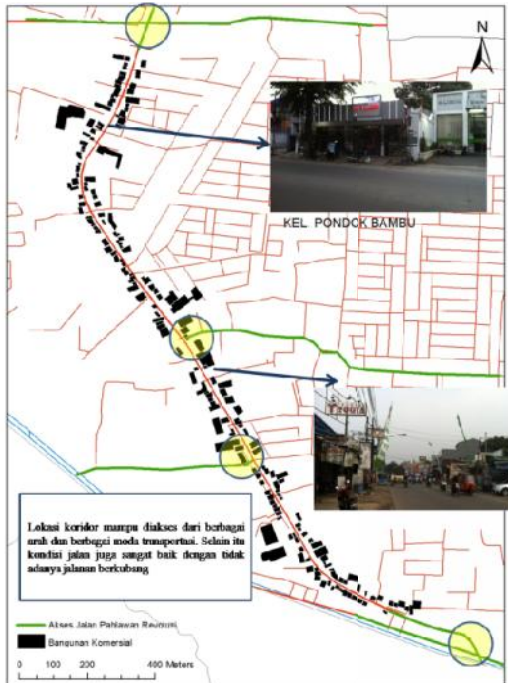 N
KEL PONDOK BAMBU
Lokasi koridor mampu diakses dari berbagai
arah dan berbagai moda transportasi. Selain itu
kondisi jalan juga sangat baik dengan tidak
adanya jalanan berlubang
Akses Jalan Pahlawan Revolusi
Bangunan Komersial
0 100 200 400 Meters